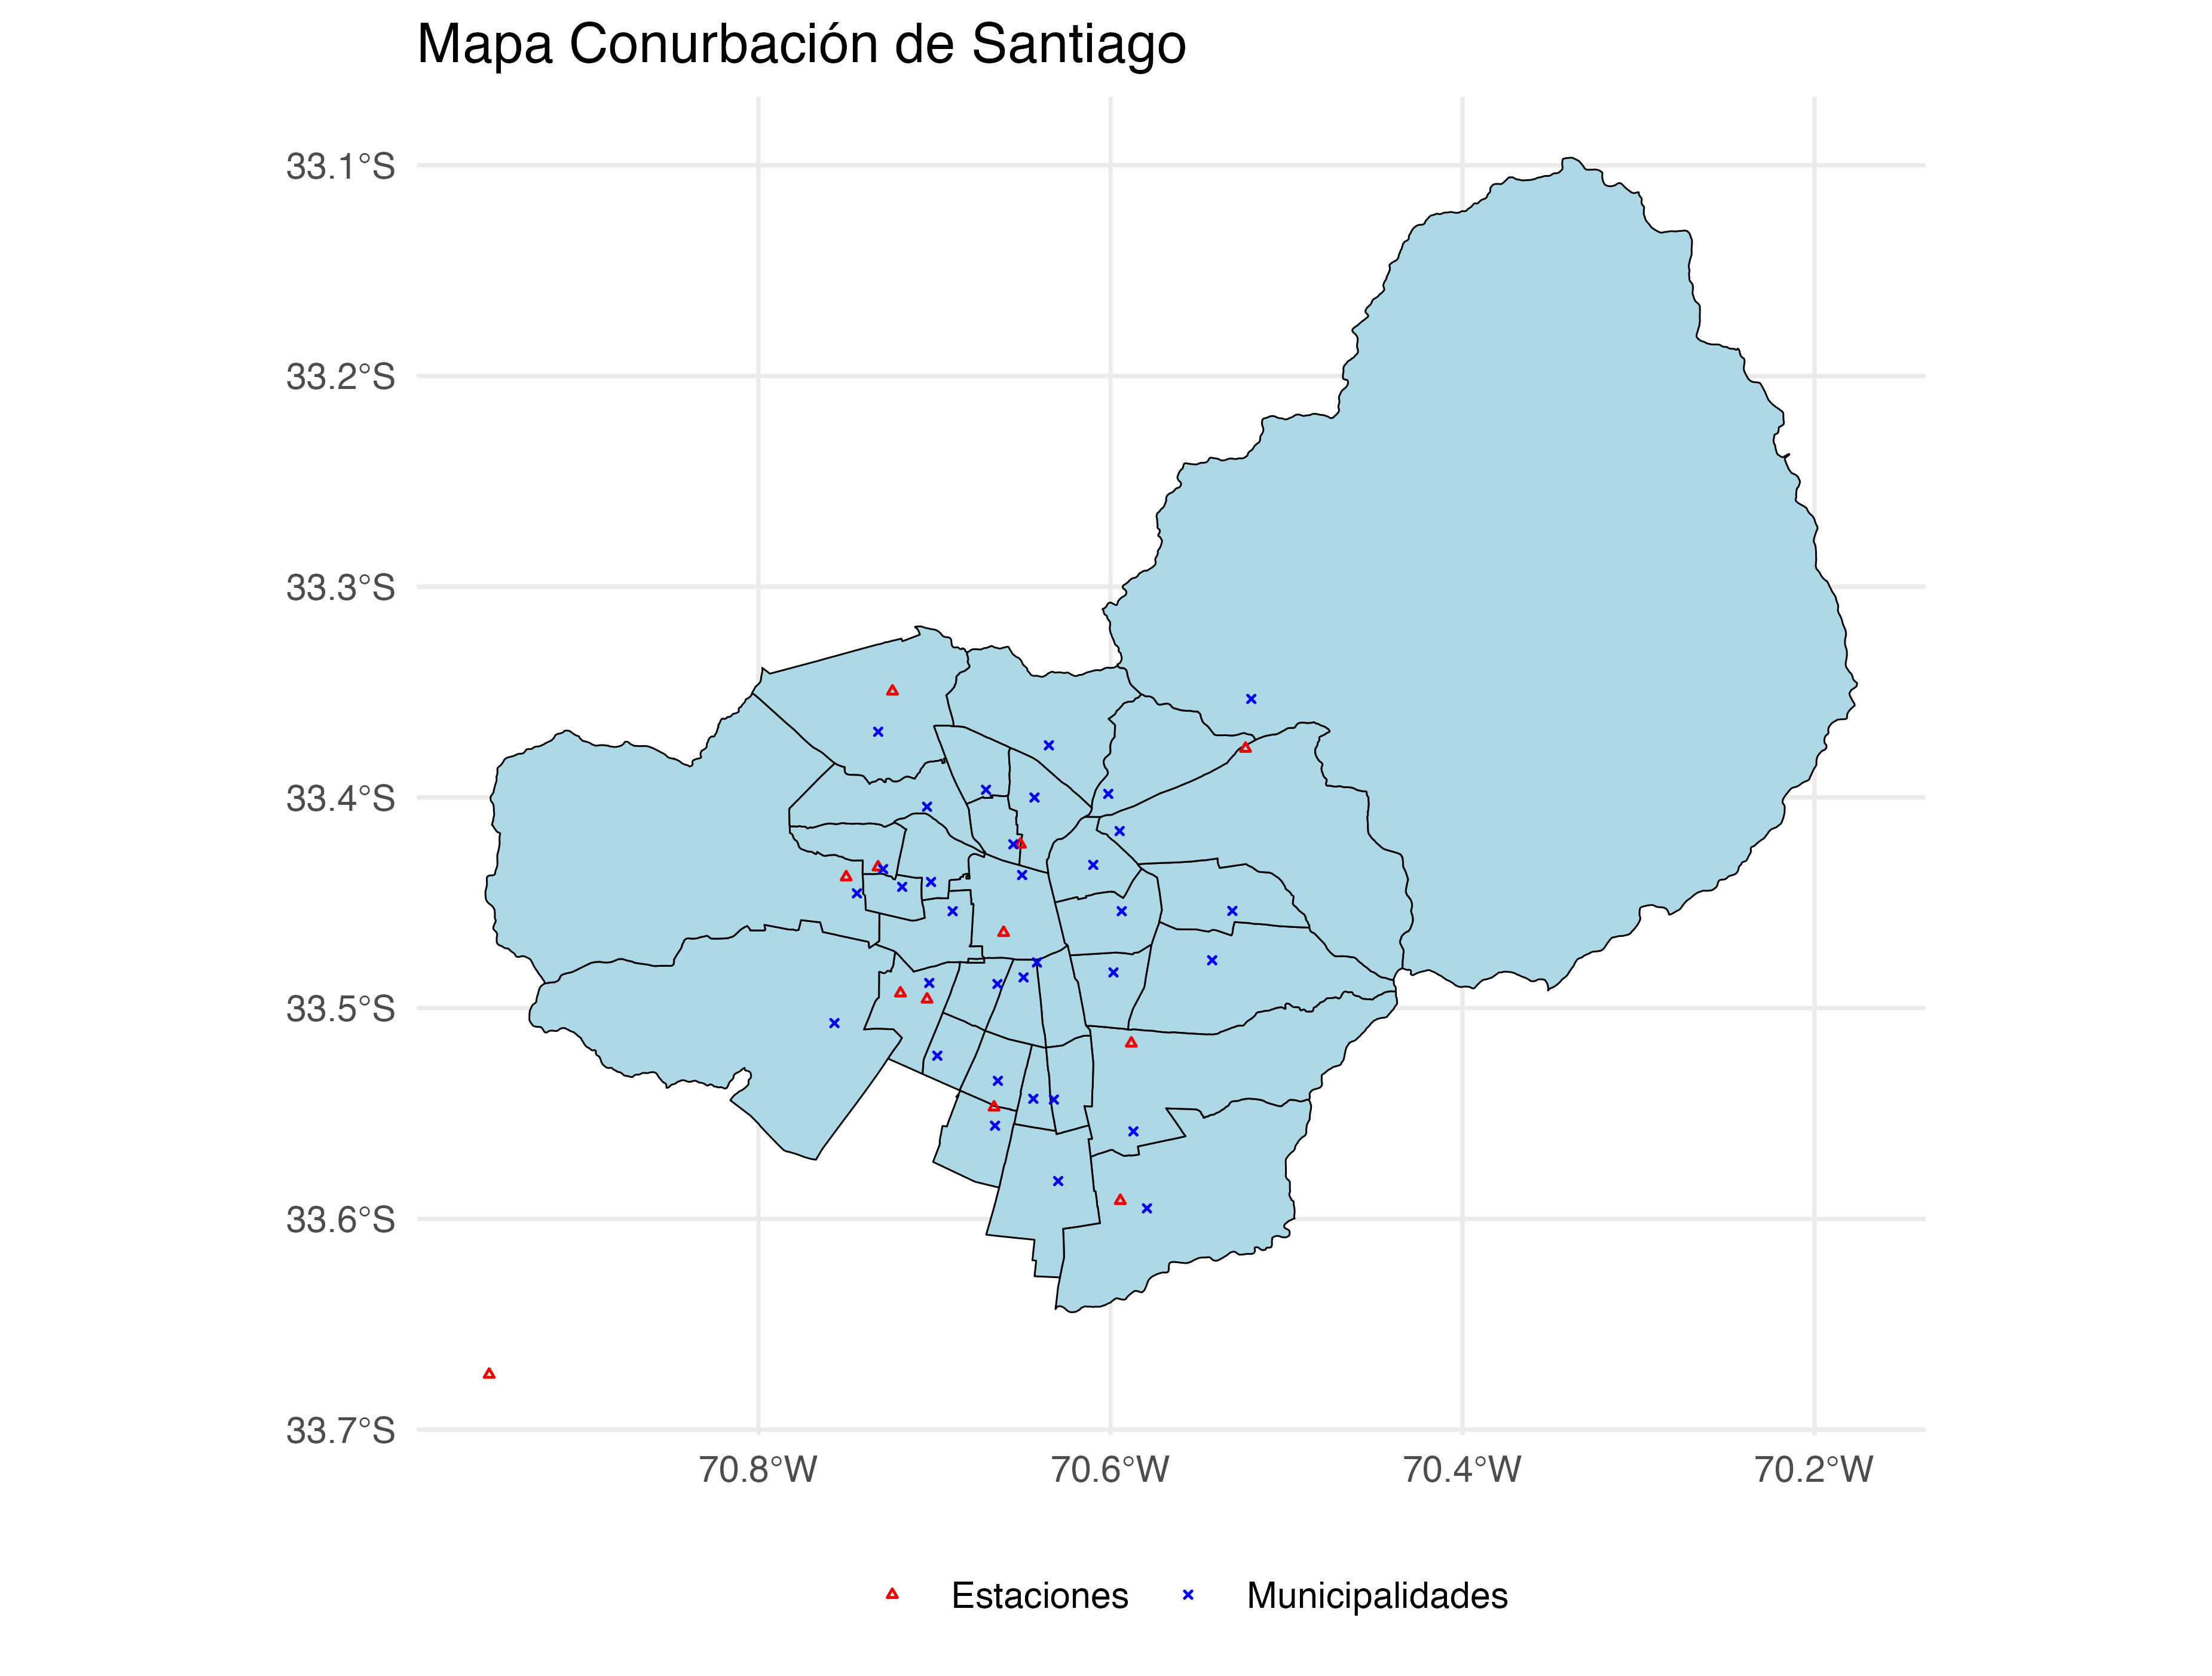 Mapa Conurbación de Santiago
33.1°S
33.2°S
33.3°S
33.4°S
33.5°S
33.6°S
33.7°S
70.8°W 70.6°W 70.4°W 70.2°W
Estaciones Municipalidades